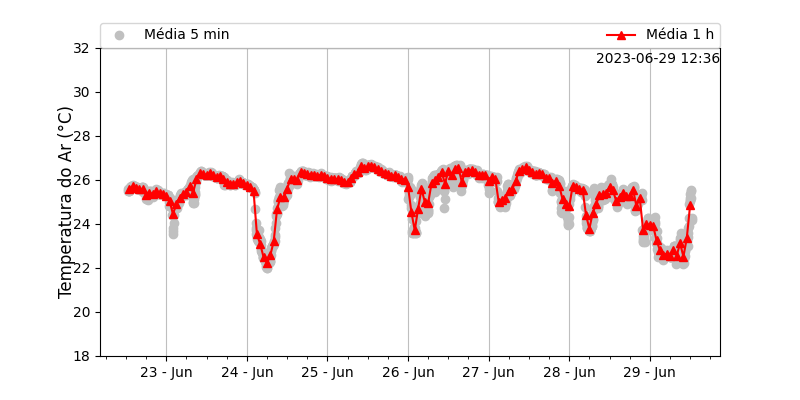 Média 5 min
Média 1 h
2023-06-29 12:36
Temperatura do Ar (°C)
32
30
28
26
24
22
20
18
23 - Jun
24 - Jun
25 - Jun
26 - Jun
27 - Jun
28 - Jun
29 - Jun